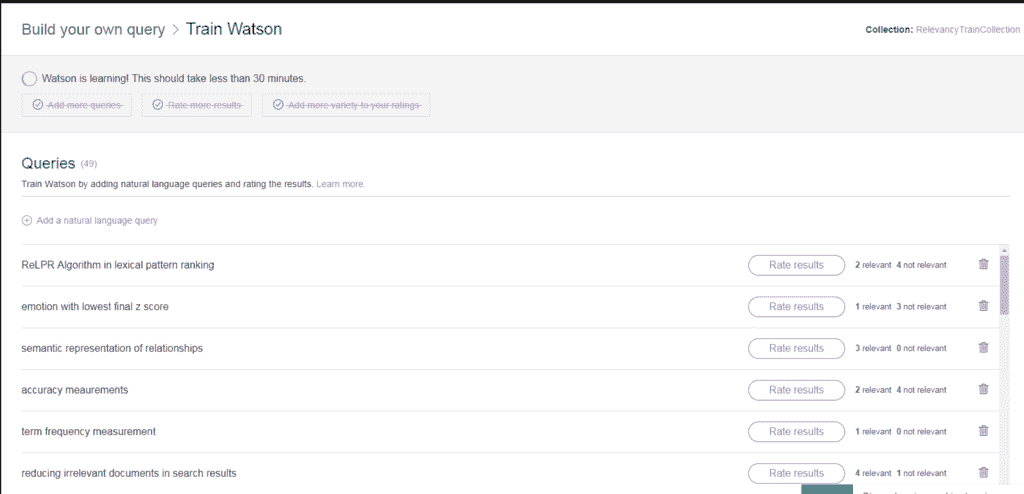 Build your own query > Train Watson
Collection: RelevancyTrainCollection
Watson is learning! This should take less than 30 minutes.
Add more queries
Rate more results
Add more variety to your ratings
Queries (49)
Train Watson by adding natural language queries and rating the results. Learn more.
Add a natural language query
ReLPR Algorithm in lexical pattern ranking Rate results 2 relevant 4 not relevant
emotion with lowest final z score Rate results 1 relevant 3 not relevant
semantic representation of relationships Rate results 3 relevant 0 not relevant
accuracy meaurements Rate results 2 relevant 4 not relevant
term frequency measurement Rate results 1 relevant 0 not relevant
reducing irrelevant documents in search results Rate results 4 relevant 1 not relevant